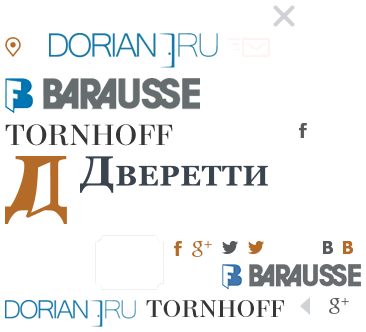 DORIAN.RU
BARAUSSE
TORNHOFF
f
Д Дверетти
f g+ B B
BARAUSSE
DORIAN.RU TORNHOFF g+